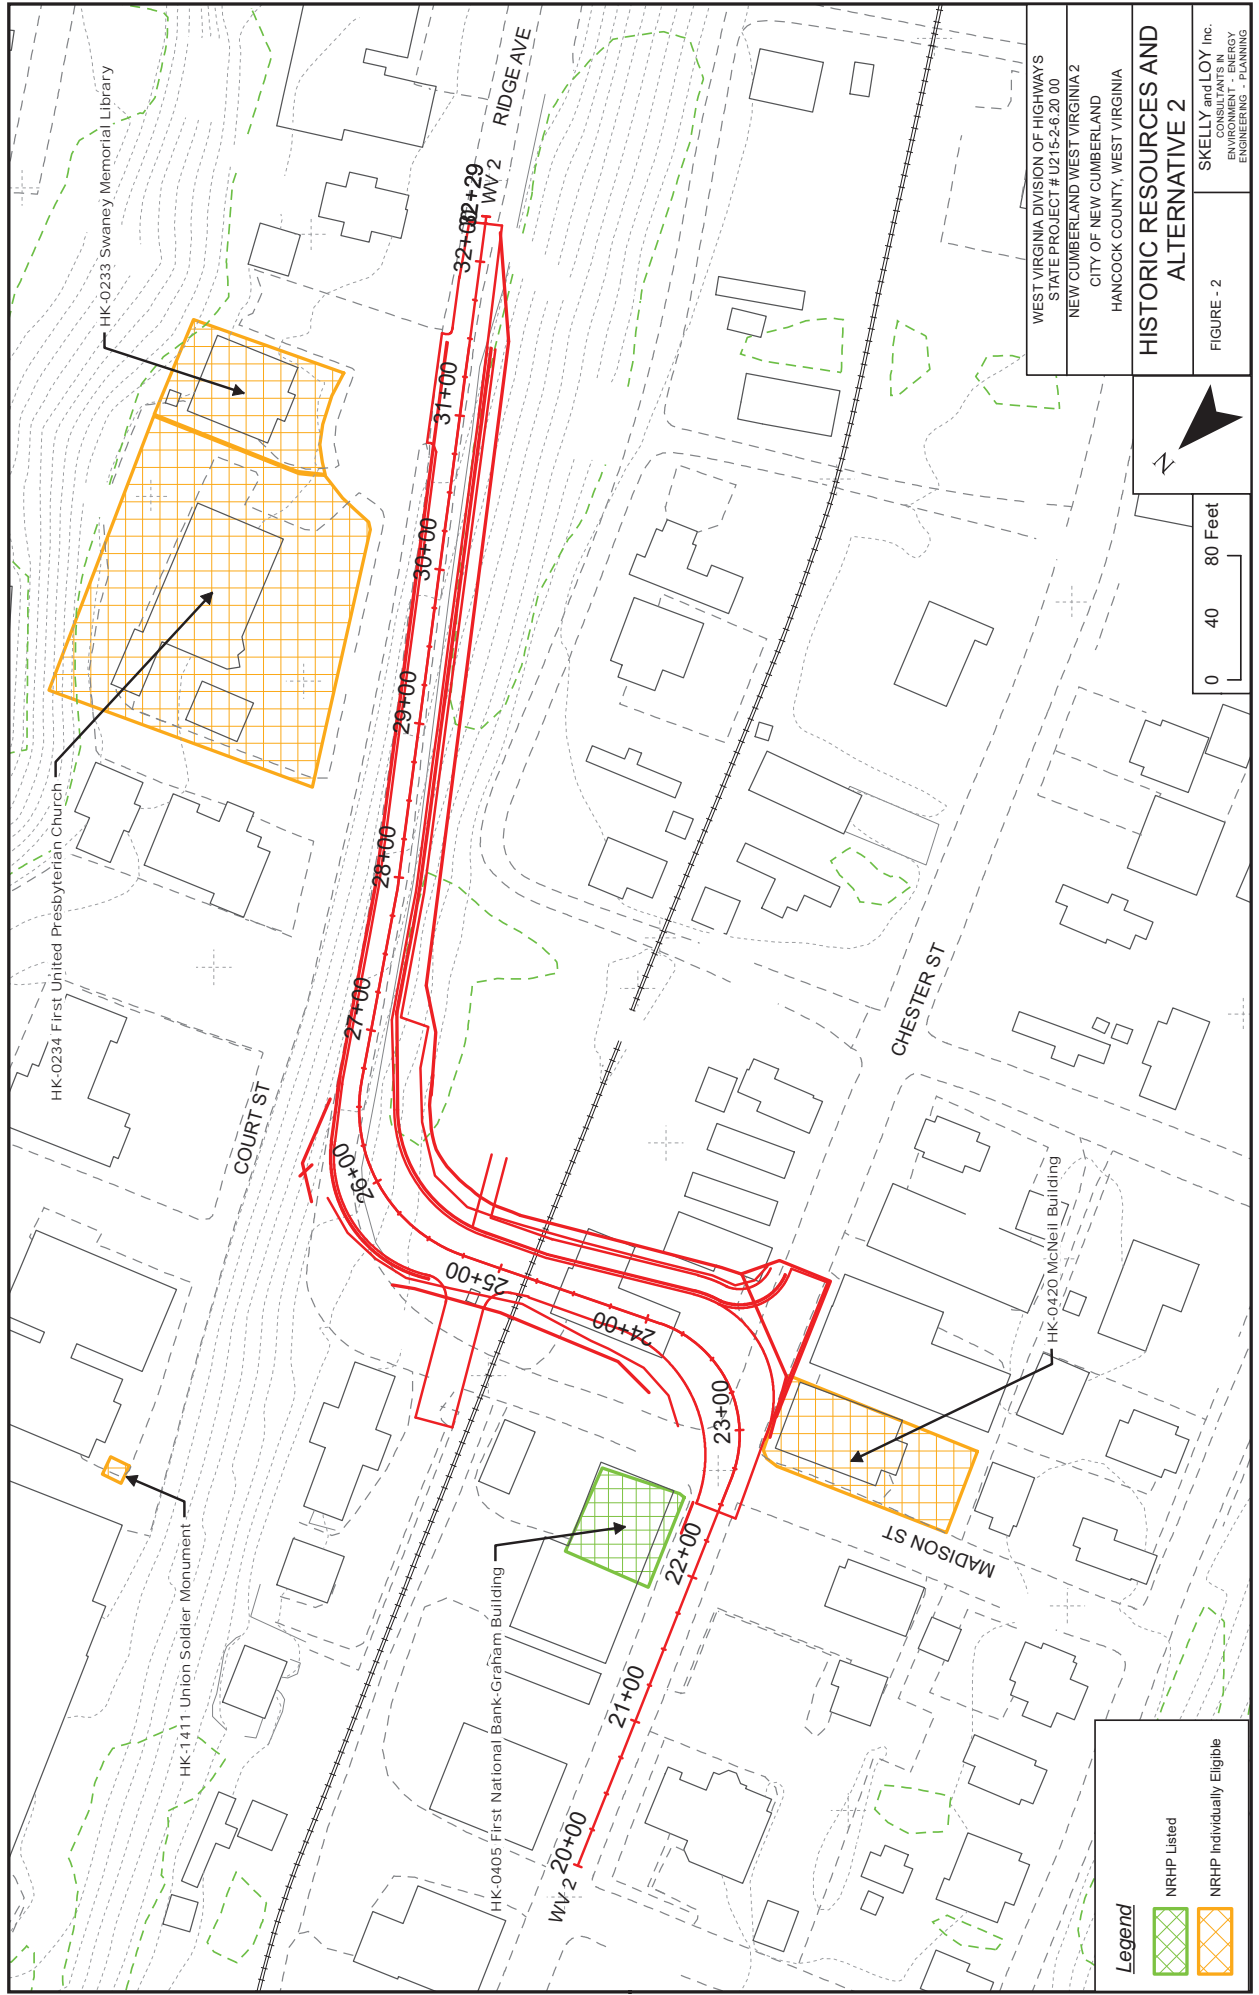 HK-0233 Swaney Memorial Library
HK-0234 First United Presbyterian Church
HK-1411 Union Soldier Monument
HK-0405 First National Bank-Graham Building
HK-0420 McNeil Building
RIDGE AVE
WV 2
COURT ST
CHESTER ST
MADISON ST
WV 2
20+00
21+00
22+00
23+00
24+00
25+00
26+00
27+00
28+00
29+00
30+00
31+00
32+00
32+29
Legend
NRHP Listed
NRHP Individually Eligible
0 40 80 Feet
N
WEST VIRGINIA DIVISION OF HIGHWAYS
STATE PROJECT # U215-2-6.20 00
NEW CUMBERLAND WEST VIRGINIA 2
CITY OF NEW CUMBERLAND
HANCOCK COUNTY, WEST VIRGINIA
HISTORIC RESOURCES AND
ALTERNATIVE 2
FIGURE - 2
SKELLY and LOY Inc.
CONSULTANTS IN
ENVIRONMENT - ENERGY
ENGINEERING - PLANNING